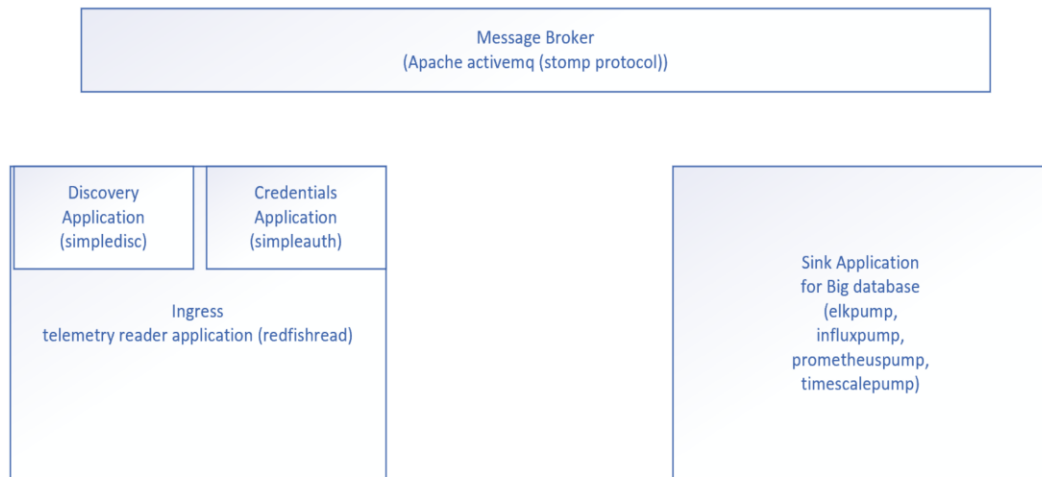 Message Broker
(Apache activemq (stomp protocol))
Discovery
Application
(simpledisc)
Credentials
Application
(simpleauth)
Ingress
telemetry reader application (redfishread)
Sink Application
for Big database
(elkpump,
influxpump,
prometheuspump,
timescalepump)